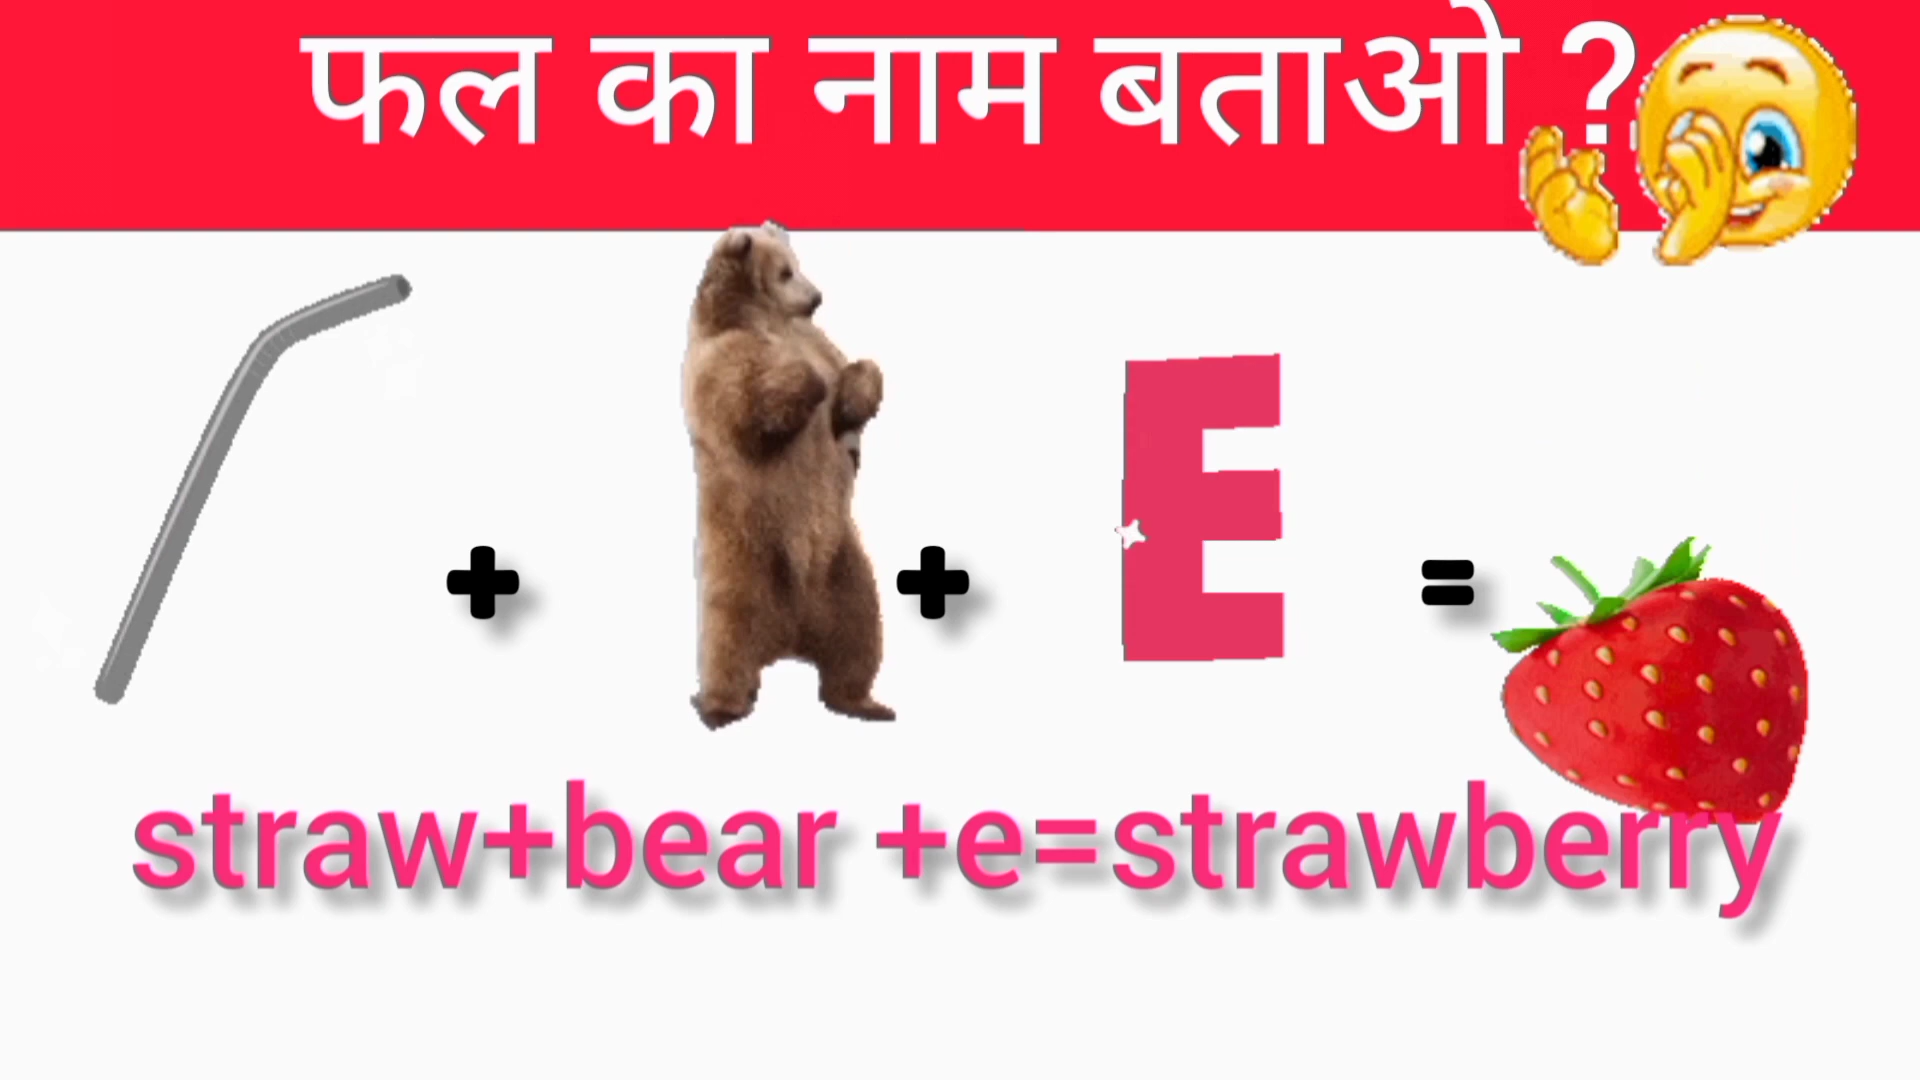 फल का नाम बताओ ?
+ + E =
straw+bear +e=strawberry